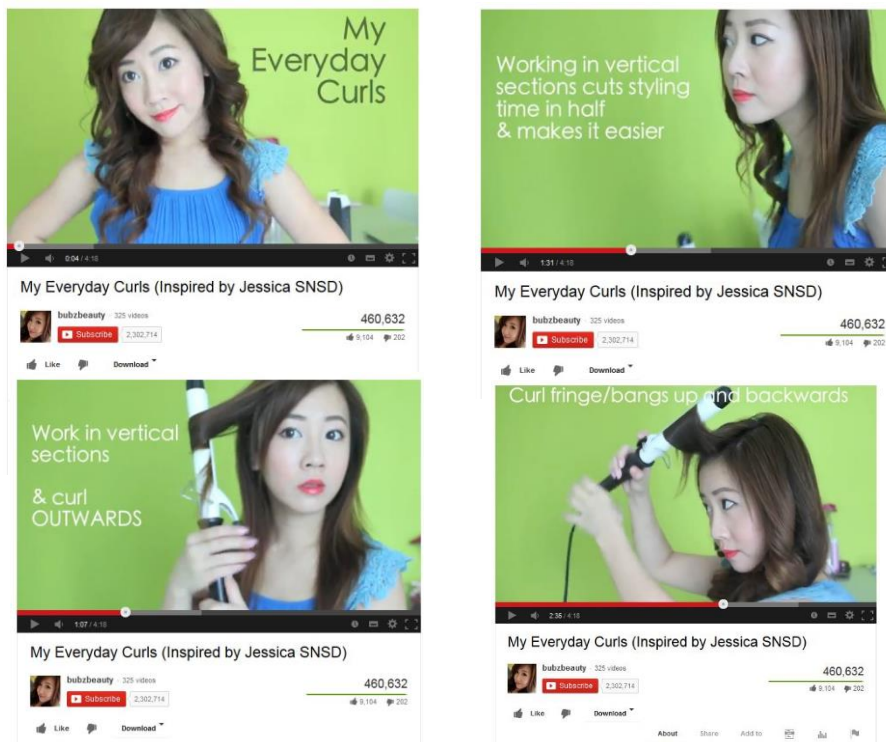 My
Everyday
Curls
0:04 / 4:18
My Everyday Curls (Inspired by Jessica SNSD)
bubzbeauty · 325 videos
Subscribe 2,302,714
460,632
9,104 202
Like Download
Working in vertical
sections cuts styling
time in half
& makes it easier
1:31 / 4:18
My Everyday Curls (Inspired by Jessica SNSD)
bubzbeauty · 325 videos
Subscribe 2,302,714
460,632
9,104 202
Like Download
Work in vertical
sections
& curl
OUTWARDS
1:07 / 4:18
My Everyday Curls (Inspired by Jessica SNSD)
bubzbeauty · 325 videos
Subscribe 2,302,714
460,632
9,104 202
Like Download
Curl fringe/bangs up and backwards
2:35 / 4:18
My Everyday Curls (Inspired by Jessica SNSD)
bubzbeauty · 325 videos
Subscribe 2,302,714
460,632
9,104 202
Like Download
About Share Add to